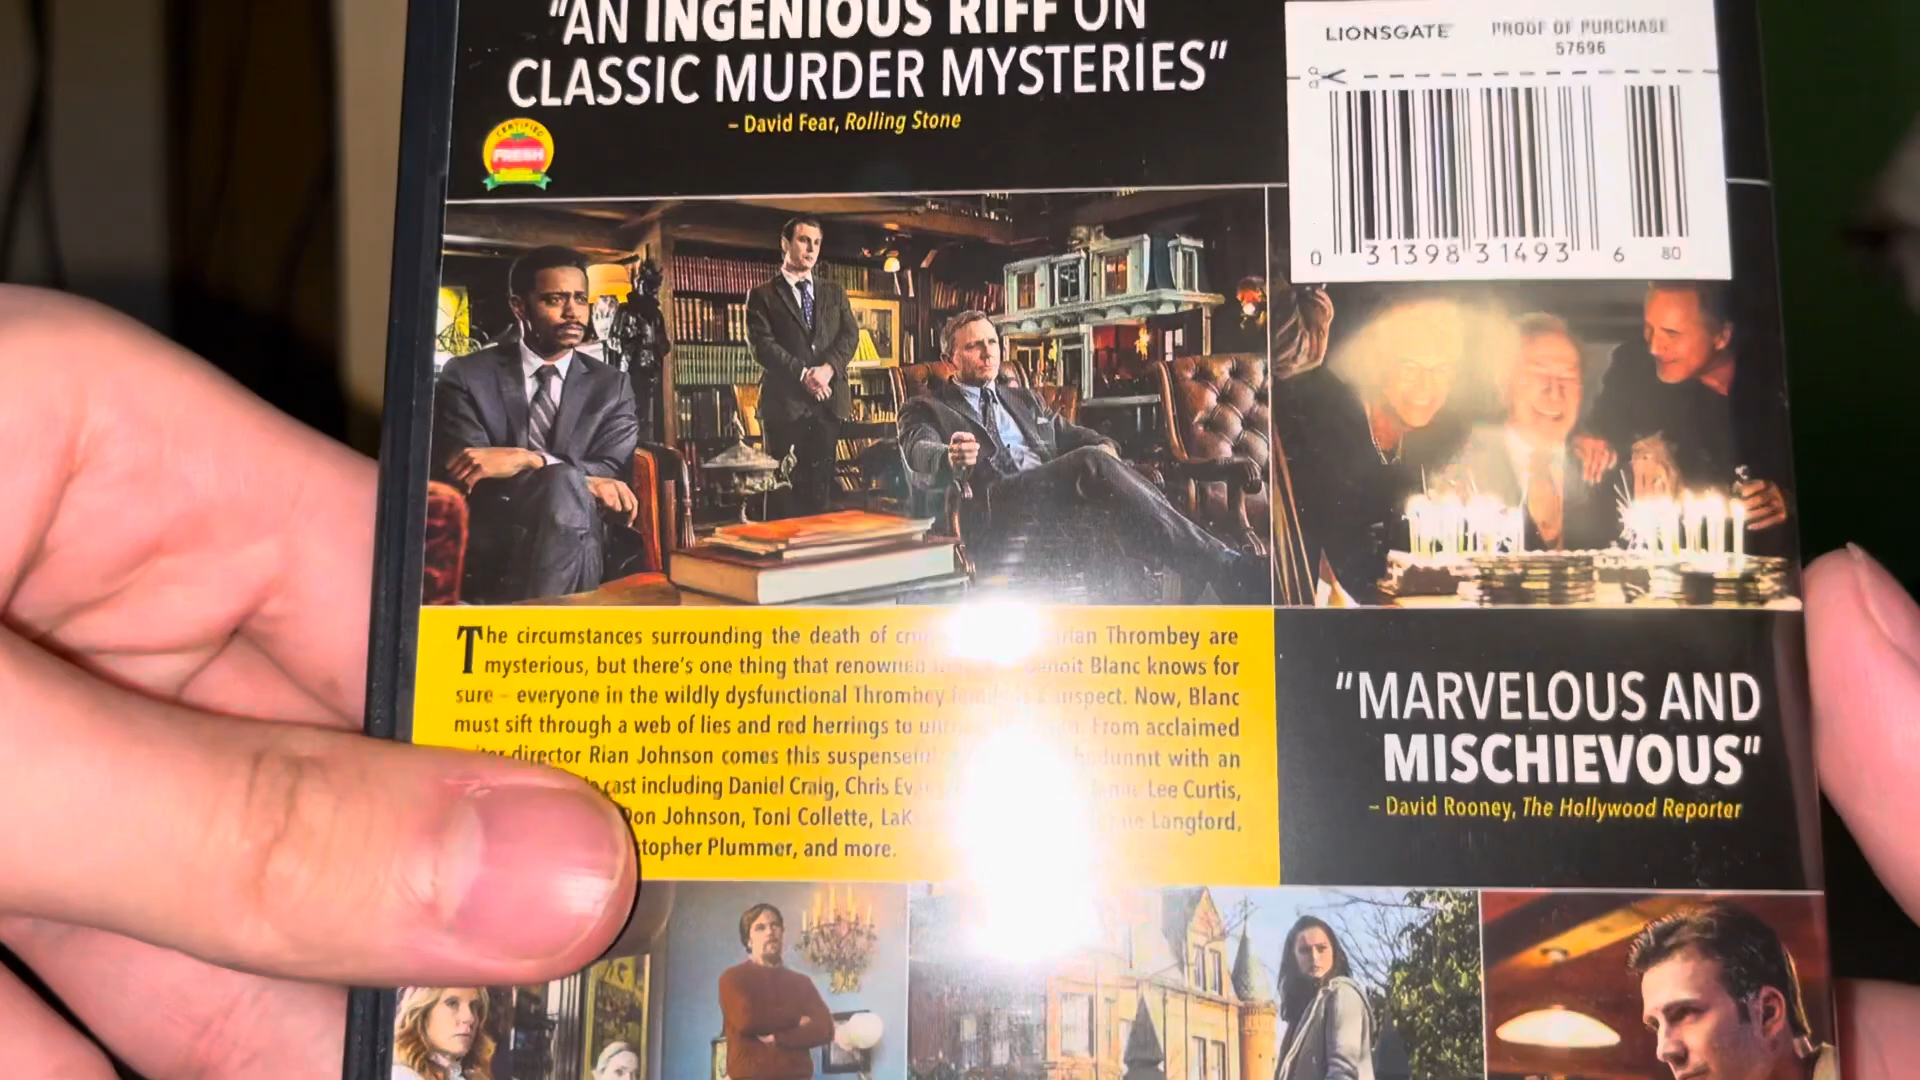 "AN INGENIOUS RIFF ON
CLASSIC MURDER MYSTERIES"
– David Fear, Rolling Stone
CERTIFIED
FRESH
LIONSGATE
PROOF OF PURCHASE
57696
0 31398 31493 6 80
The circumstances surrounding the death of Thrombey are
mysterious, but there's one thing that renowned Benoit Blanc knows for
sure – everyone in the wildly dysfunctional Thrombey suspect. Now, Blanc
must sift through a web of lies and red herrings to From acclaimed
director Rian Johnson comes this with an
cast including Daniel Craig, Chris Lee Curtis,
Don Johnson, Toni Collette, Langford,
Plummer, and more.
"MARVELOUS AND
MISCHIEVOUS"
– David Rooney, The Hollywood Reporter